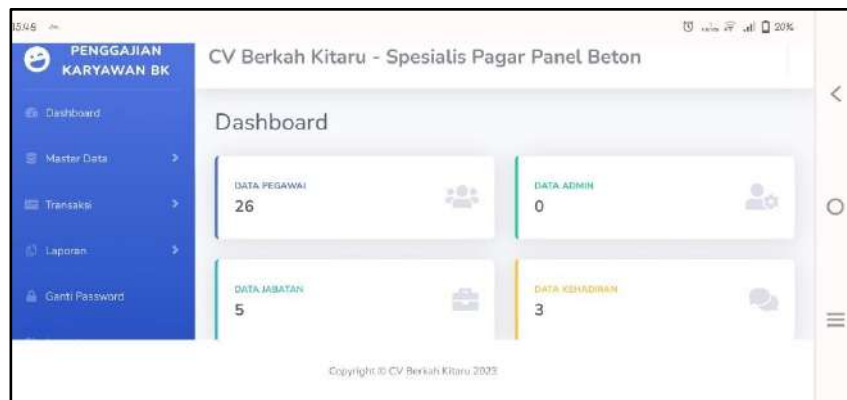 15.46
20%
PENGGAJIAN
KARYAWAN BK
CV Berkah Kitaru - Spesialis Pagar Panel Beton
Dashboard
Dashboard
Master Data
Transaksi
Laporan
Ganti Password
DATA PEGAWAI
26
DATA ADMIN
0
DATA JABATAN
5
DATA KEHADIRAN
3
Copyright © CV Berkah Kitaru 2023